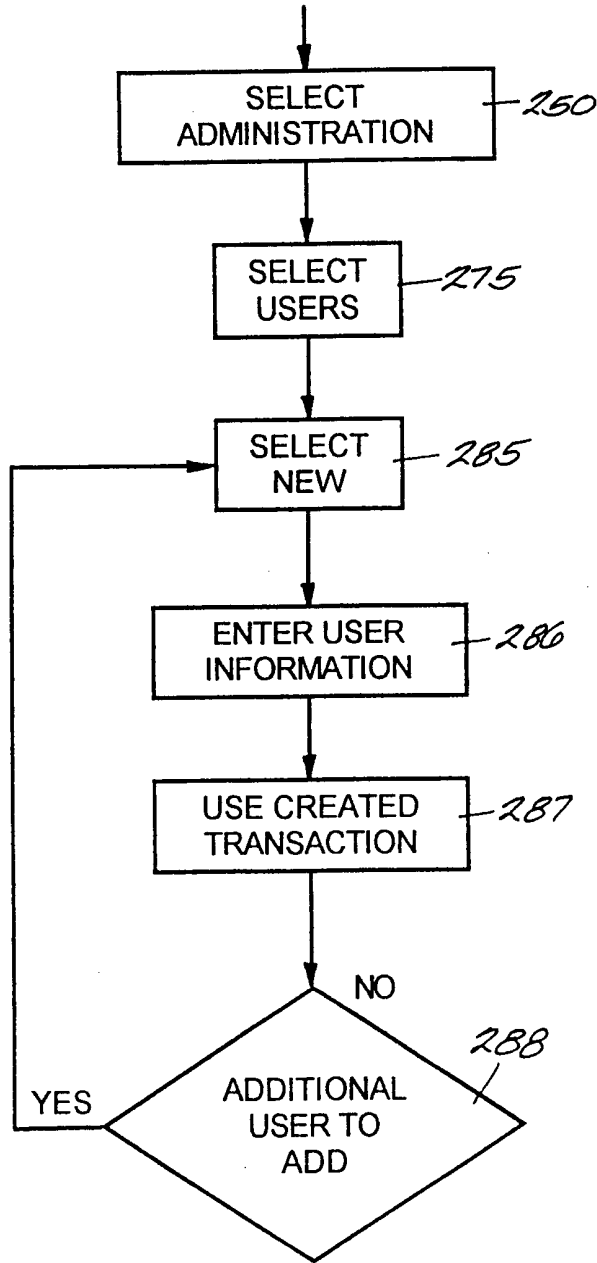 SELECT
ADMINISTRATION
250
SELECT
USERS
275
SELECT
NEW
285
ENTER USER
INFORMATION
286
USE CREATED
TRANSACTION
287
NO
288
YES
ADDITIONAL
USER TO
ADD